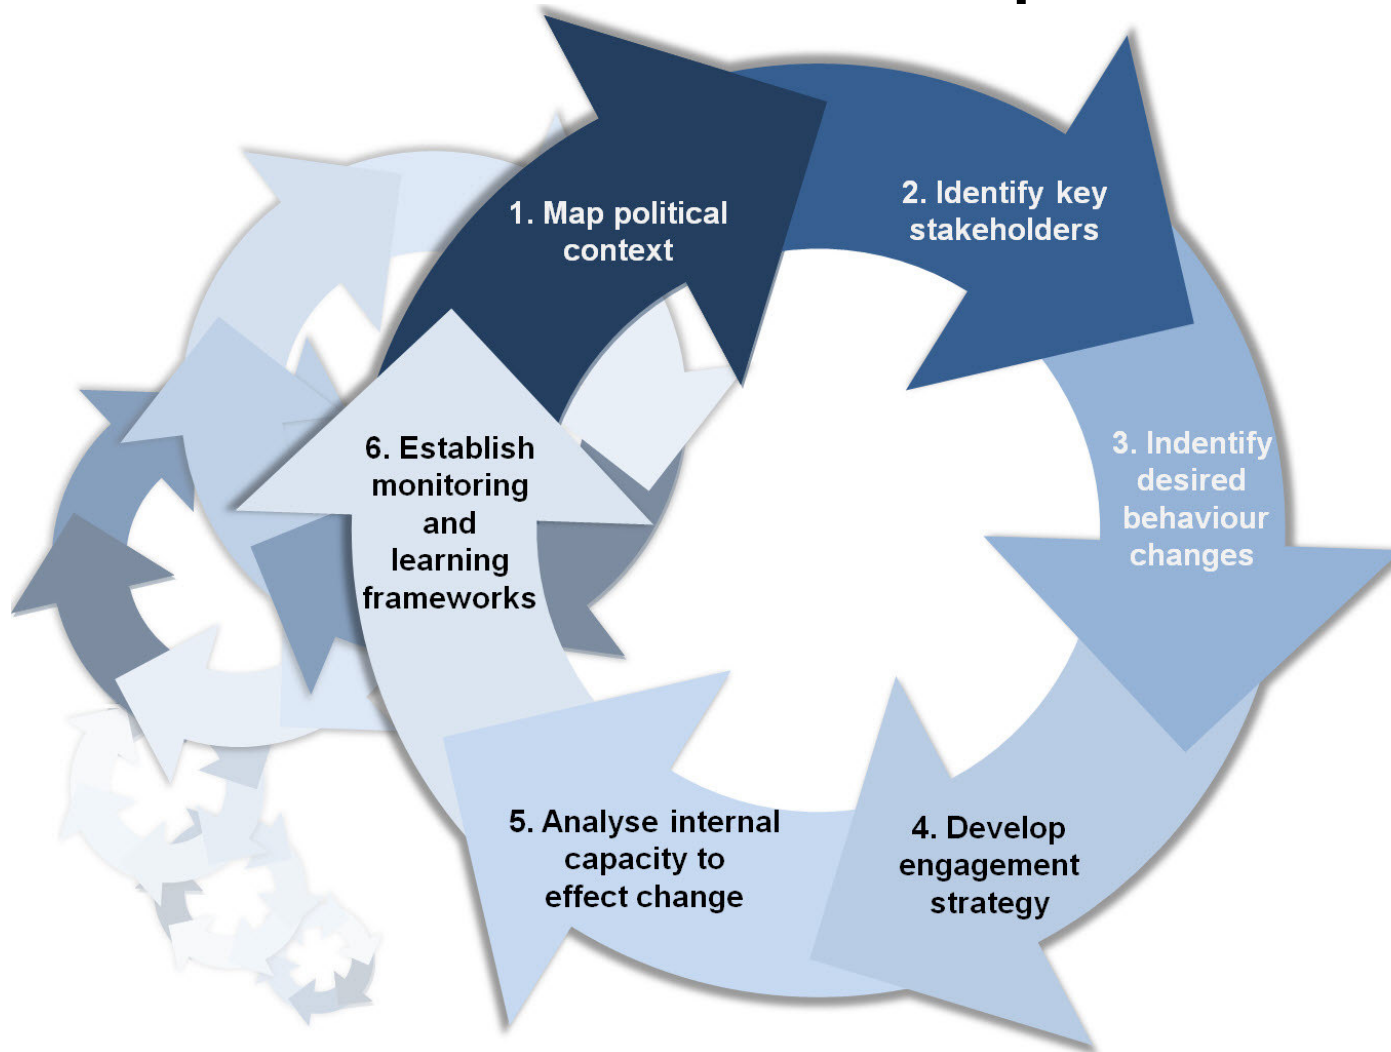 1. Map political
context
2. Identify key
stakeholders
3. Indentify
desired
behaviour
changes
4. Develop
engagement
strategy
5. Analyse internal
capacity to
effect change
6. Establish
monitoring
and
learning
frameworks